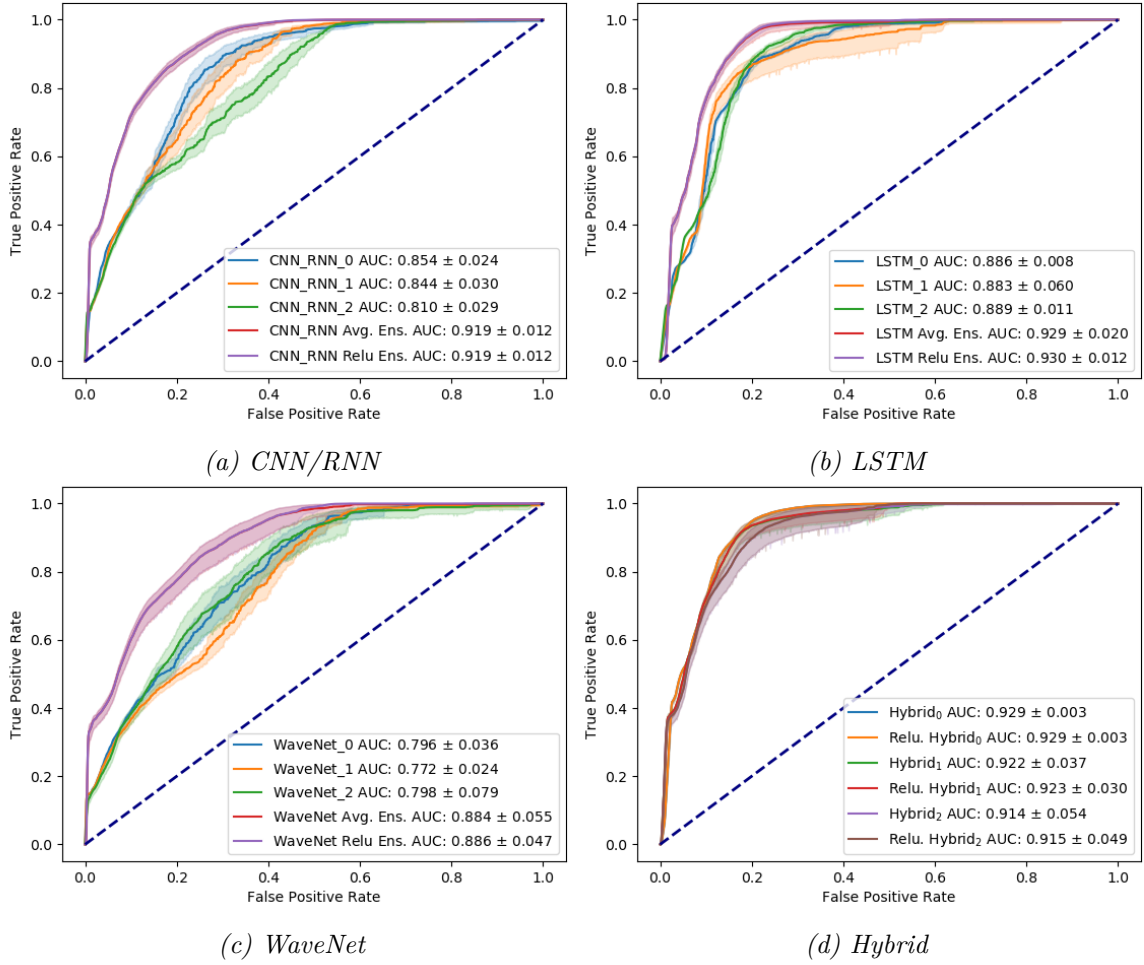 1.0
0.8
0.6
0.4
0.2
0.0
True Positive Rate
CNN_RNN_0 AUC: 0.854 ± 0.024
CNN_RNN_1 AUC: 0.844 ± 0.030
CNN_RNN_2 AUC: 0.810 ± 0.029
CNN_RNN Avg. Ens. AUC: 0.919 ± 0.012
CNN_RNN Relu Ens. AUC: 0.919 ± 0.012
0.0 0.2 0.4 0.6 0.8 1.0
False Positive Rate
(a) CNN/RNN
1.0
0.8
0.6
0.4
0.2
0.0
True Positive Rate
LSTM_0 AUC: 0.886 ± 0.008
LSTM_1 AUC: 0.883 ± 0.060
LSTM_2 AUC: 0.889 ± 0.011
LSTM Avg. Ens. AUC: 0.929 ± 0.020
LSTM Relu Ens. AUC: 0.930 ± 0.012
0.0 0.2 0.4 0.6 0.8 1.0
False Positive Rate
(b) LSTM
1.0
0.8
0.6
0.4
0.2
0.0
True Positive Rate
WaveNet_0 AUC: 0.796 ± 0.036
WaveNet_1 AUC: 0.772 ± 0.024
WaveNet_2 AUC: 0.798 ± 0.079
WaveNet Avg. Ens. AUC: 0.884 ± 0.055
WaveNet Relu Ens. AUC: 0.886 ± 0.047
0.0 0.2 0.4 0.6 0.8 1.0
False Positive Rate
(c) WaveNet
1.0
0.8
0.6
0.4
0.2
0.0
True Positive Rate
Hybrid₀ AUC: 0.929 ± 0.003
Relu. Hybrid₀ AUC: 0.929 ± 0.003
Hybrid₁ AUC: 0.922 ± 0.037
Relu. Hybrid₁ AUC: 0.923 ± 0.030
Hybrid₂ AUC: 0.914 ± 0.054
Relu. Hybrid₂ AUC: 0.915 ± 0.049
0.0 0.2 0.4 0.6 0.8 1.0
False Positive Rate
(d) Hybrid